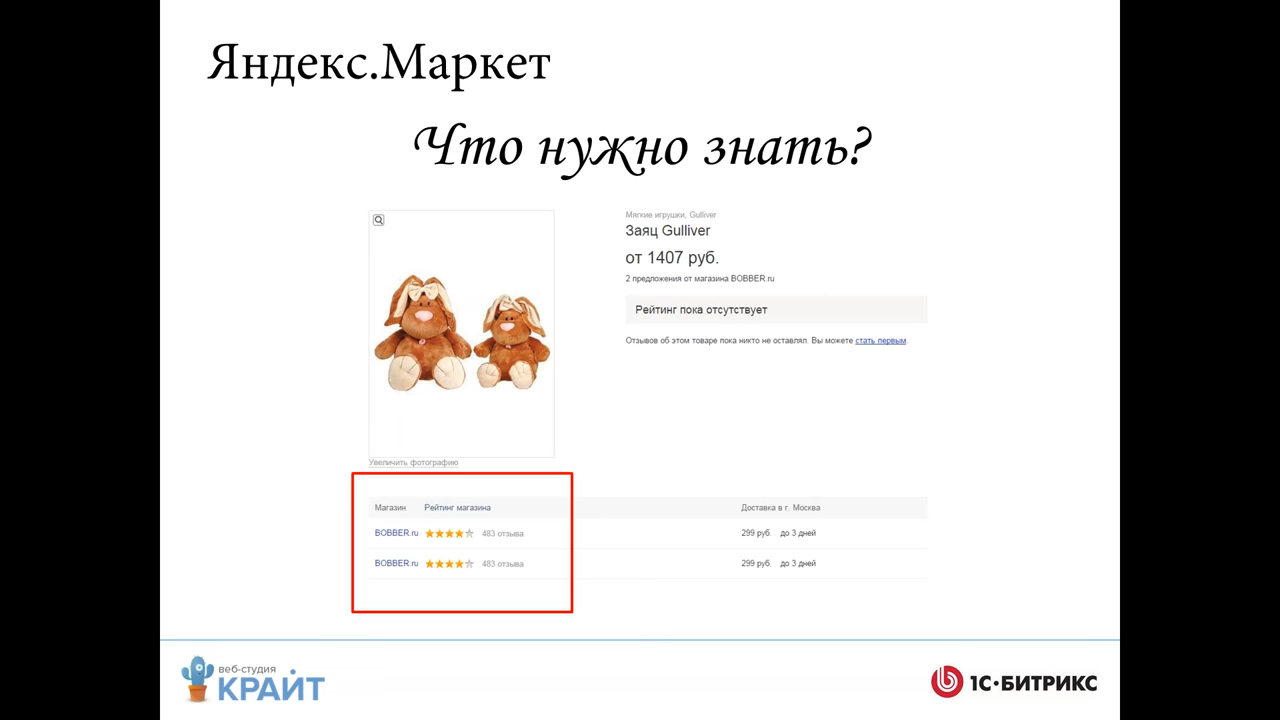 Яндекс.Маркет
Что нужно знать?
Мягкие игрушки, Gulliver
Заяц Gulliver
от 1407 руб.
2 предложения от магазина BOBBER.ru
Рейтинг пока отсутствует
Отзывов об этом товаре пока никто не оставлял. Вы можете стать первым.
Увеличить фотографию
Магазин Рейтинг магазина Доставка в г. Москва
BOBBER.ru 483 отзыва 299 руб. до 3 дней
BOBBER.ru 483 отзыва 299 руб. до 3 дней
веб-студия
КРАЙТ
1С·БИТРИКС